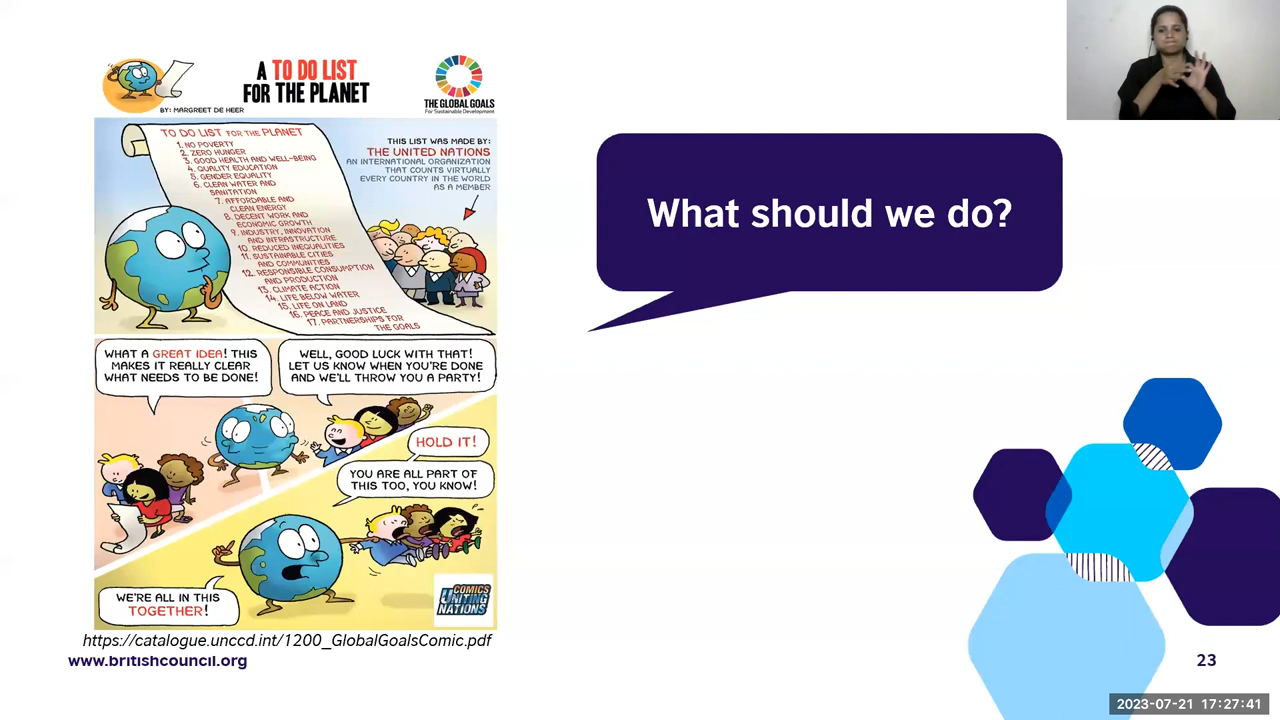 A TO DO LIST
FOR THE PLANET
BY: MARGREET DE HEER
THE GLOBAL GOALS
For Sustainable Development
TO DO LIST FOR THE PLANET
1. NO POVERTY
2. ZERO HUNGER
3. GOOD HEALTH AND WELL-BEING
4. QUALITY EDUCATION
5. GENDER EQUALITY
6. CLEAN WATER AND
SANITATION
7. AFFORDABLE AND
CLEAN ENERGY
8. DECENT WORK AND
ECONOMIC GROWTH
9. INDUSTRY, INNOVATION
AND INFRASTRUCTURE
10. REDUCED INEQUALITIES
11. SUSTAINABLE CITIES
AND COMMUNITIES
12. RESPONSIBLE CONSUMPTION
AND PRODUCTION
13. CLIMATE ACTION
14. LIFE BELOW WATER
15. LIFE ON LAND
16. PEACE AND JUSTICE
17. PARTNERSHIPS FOR
THE GOALS
THIS LIST WAS MADE BY:
THE UNITED NATIONS
AN INTERNATIONAL ORGANIZATION
THAT COUNTS VIRTUALLY
EVERY COUNTRY IN THE WORLD
AS A MEMBER
WHAT A GREAT IDEA! THIS
MAKES IT REALLY CLEAR
WHAT NEEDS TO BE DONE!
WELL, GOOD LUCK WITH THAT!
LET US KNOW WHEN YOU'RE DONE
AND WE'LL THROW YOU A PARTY!
HOLD IT!
YOU ARE ALL PART OF
THIS TOO, YOU KNOW!
WE'RE ALL IN THIS
TOGETHER!
COMICS
UNITING
NATIONS
https://catalogue.unccd.int/1200_GlobalGoalsComic.pdf
www.britishcouncil.org
What should we do?
23
2023-07-21 17:27:41